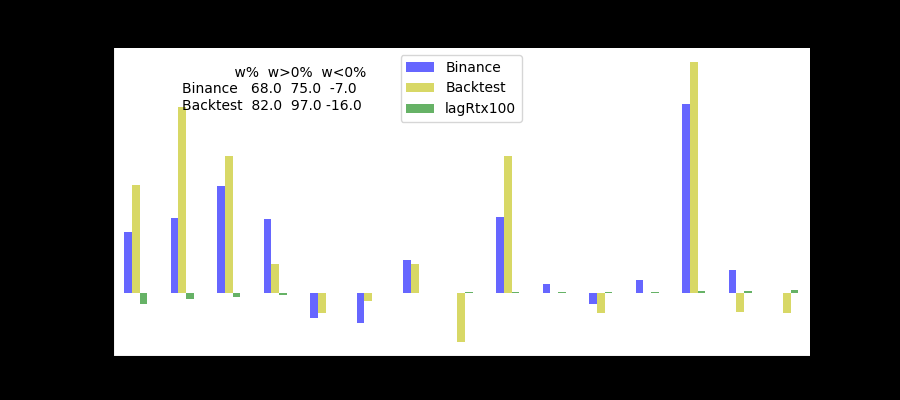 w%  w>0%  w<0%
Binance   68.0  75.0  -7.0
Backtest  82.0  97.0 -16.0
Binance
Backtest
lagRtx100